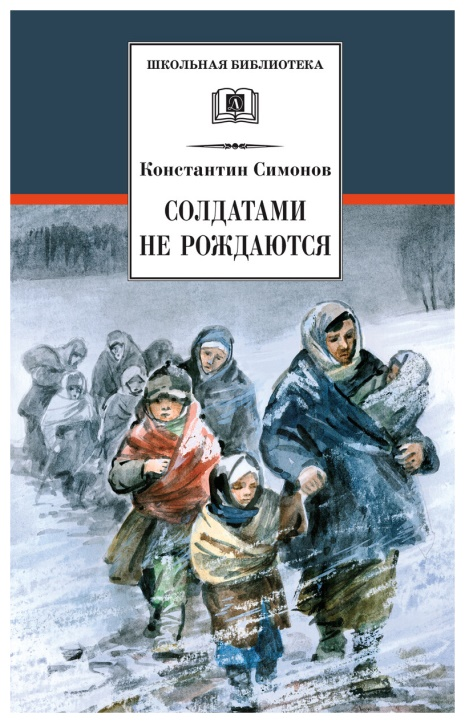 ШКОЛЬНАЯ БИБЛИОТЕКА
Д
Константин Симонов
СОЛДАТАМИ
НЕ РОЖДАЮТСЯ